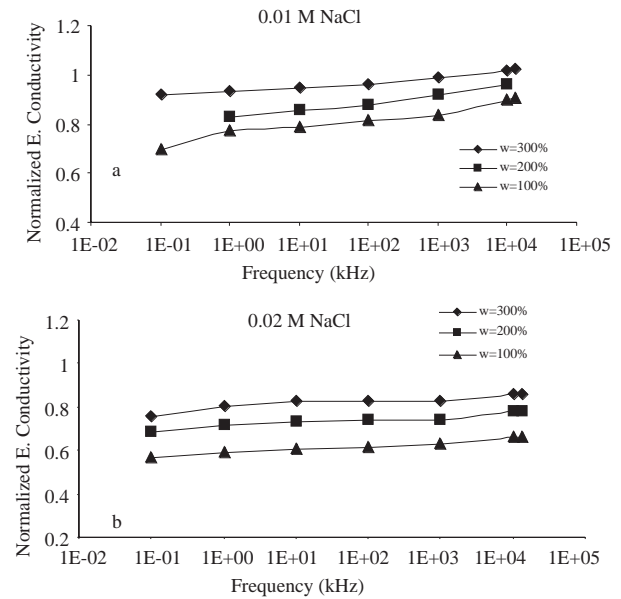 0.01 M NaCl
Normalized E. Conductivity
1.2
1
0.8
0.6
0.4
a
w=300%
w=200%
w=100%
1E-02 1E-01 1E+00 1E+01 1E+02 1E+03 1E+04 1E+05
Frequency (kHz)
0.02 M NaCl
Normalized E. Conductivity
1.2
1
0.8
0.6
0.4
0.2
b
w=300%
w=200%
w=100%
1E-02 1E-01 1E+00 1E+01 1E+02 1E+03 1E+04 1E+05
Frequency (kHz)